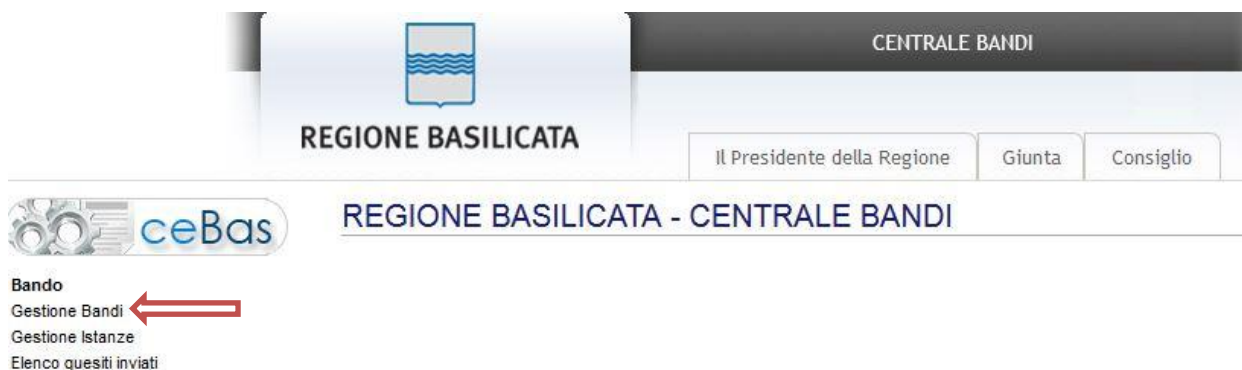 CENTRALE BANDI
REGIONE BASILICATA
Il Presidente della Regione
Giunta
Consiglio
ceBas
REGIONE BASILICATA - CENTRALE BANDI
Bando
Gestione Bandi
Gestione Istanze
Elenco quesiti inviati